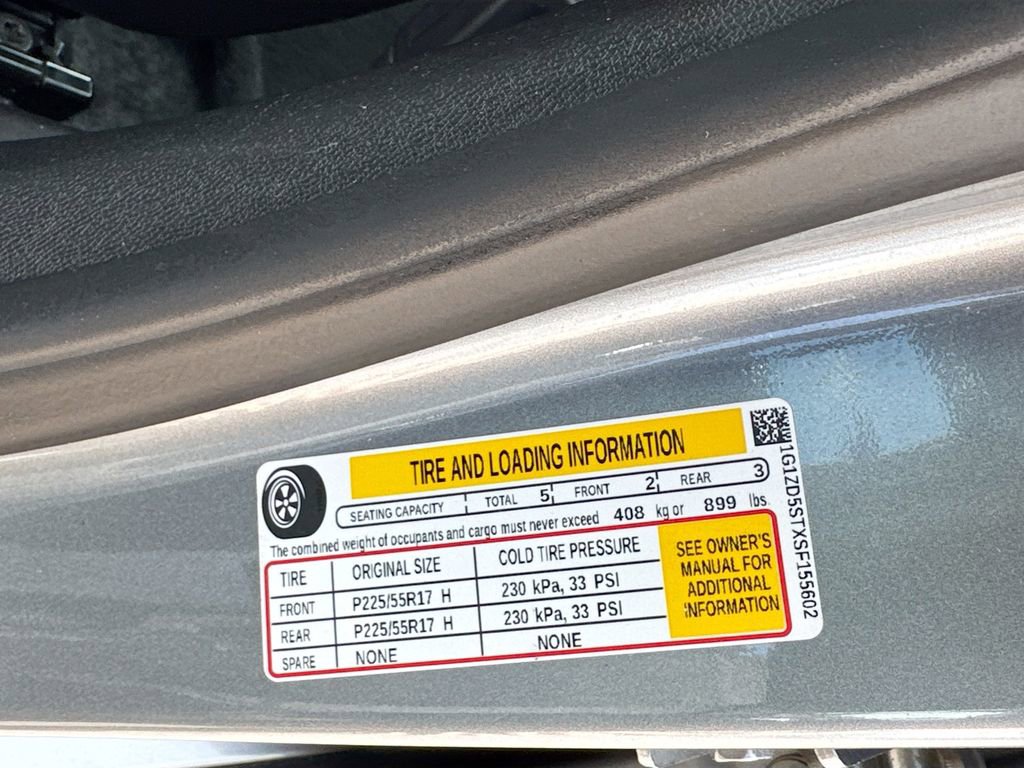 TIRE AND LOADING INFORMATION
SEATING CAPACITY TOTAL 5 FRONT 2 REAR 3
The combined weight of occupants and cargo must never exceed 408 kg or 899 lbs.
TIRE ORIGINAL SIZE COLD TIRE PRESSURE
FRONT P225/55R17 H 230 kPa, 33 PSI
REAR P225/55R17 H 230 kPa, 33 PSI
SPARE NONE NONE
SEE OWNER'S
MANUAL FOR
ADDITIONAL
INFORMATION
1G1ZD5STXSF155602